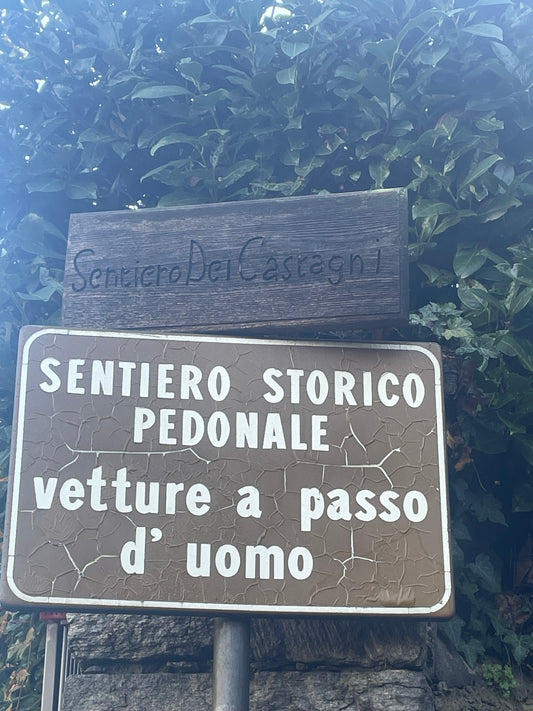 Sentiero Dei Castagni
SENTIERO STORICO
PEDONALE
vetture a passo
d' uomo